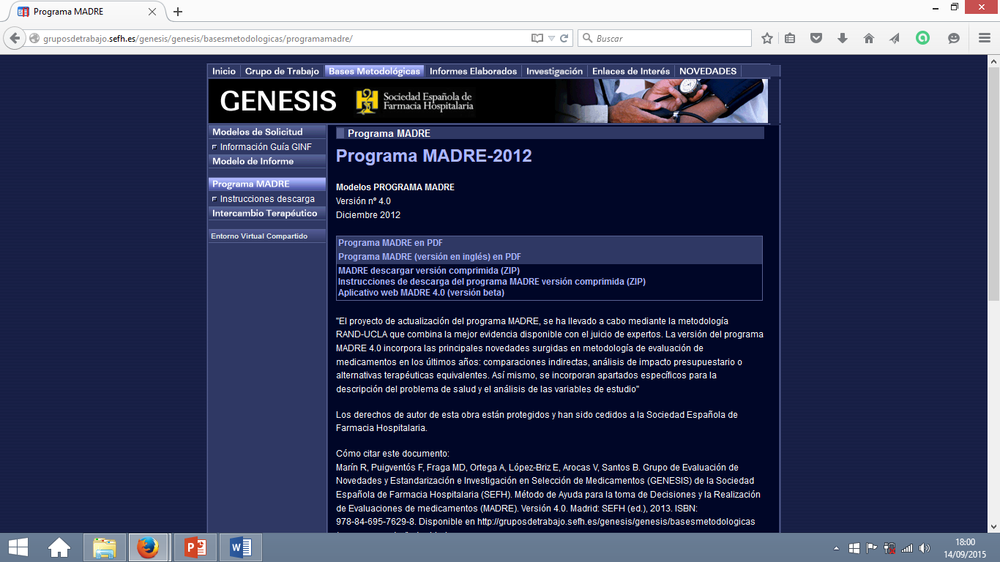 Programa MADRE
gruposdetrabajo.sefh.es/genesis/genesis/basesmetodologicas/programamadre/
Buscar
Inicio Grupo de Trabajo Bases Metodológicas Informes Elaborados Investigación Enlaces de Interés NOVEDADES
GENESIS
Sociedad Española de
Farmacia Hospitalaria
Modelos de Solicitud
Información Guía GINF
Modelo de Informe
Programa MADRE
Instrucciones descarga
Intercambio Terapéutico
Entorno Virtual Compartido
Programa MADRE
Programa MADRE-2012
Modelos PROGRAMA MADRE
Versión nº 4.0
Diciembre 2012
Programa MADRE en PDF
Programa MADRE (versión en inglés) en PDF
MADRE descargar versión comprimida (ZIP)
Instrucciones de descarga del programa MADRE versión comprimida (ZIP)
Aplicativo web MADRE 4.0 (versión beta)
"El proyecto de actualización del programa MADRE, se ha llevado a cabo mediante la metodología
RAND-UCLA que combina la mejor evidencia disponible con el juicio de expertos. La versión del programa
MADRE 4.0 incorpora las principales novedades surgidas en metodología de evaluación de
medicamentos en los últimos años: comparaciones indirectas, análisis de impacto presupuestario o
alternativas terapéuticas equivalentes. Así mismo, se incorporan apartados específicos para la
descripción del problema de salud y el análisis de las variables de estudio"
Los derechos de autor de esta obra están protegidos y han sido cedidos a la Sociedad Española de
Farmacia Hospitalaria.
Cómo citar este documento:
Marín R, Puigventós F, Fraga MD, Ortega A, López-Briz E, Arocas V, Santos B. Grupo de Evaluación de
Novedades y Estandarización e Investigación en Selección de Medicamentos (GENESIS) de la Sociedad
Española de Farmacia Hospitalaria (SEFH). Método de Ayuda para la toma de Decisiones y la Realización
de Evaluaciones de medicamentos (MADRE). Versión 4.0. Madrid: SEFH (ed.), 2013. ISBN:
978-84-695-7629-8. Disponible en http://gruposdetrabajo.sefh.es/genesis/genesis/basesmetodologicas
18:00
14/09/2015